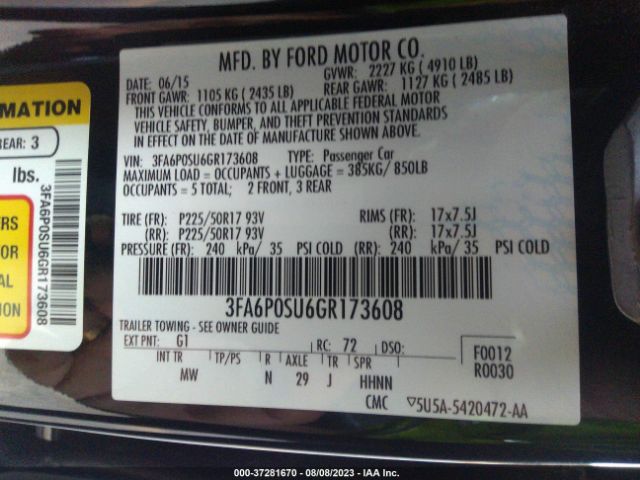 MATION
REAR: 3
lbs.
3FA6P0SU6GR173608
ERS
TOR
AL
TION
MFD. BY FORD MOTOR CO.
DATE: 06/15 GVWR: 2227 KG ( 4910 LB)
FRONT GAWR: 1105 KG ( 2435 LB) REAR GAWR: 1127 KG ( 2485 LB)
THIS VEHICLE CONFORMS TO ALL APPLICABLE FEDERAL MOTOR
VEHICLE SAFETY, BUMPER, AND THEFT PREVENTION STANDARDS
IN EFFECT ON THE DATE OF MANUFACTURE SHOWN ABOVE.
VIN: 3FA6P0SU6GR173608 TYPE: Passenger Car
MAXIMUM LOAD = OCCUPANTS + LUGGAGE = 385KG/ 850LB
OCCUPANTS = 5 TOTAL; 2 FRONT, 3 REAR
TIRE (FR): P225/50R17 93V RIMS (FR): 17x7.5J
(RR): P225/50R17 93V (RR): 17x7.5J
PRESSURE (FR): 240 kPa/ 35 PSI COLD (RR): 240 kPa/ 35 PSI COLD
3FA6P0SU6GR173608
TRAILER TOWING - SEE OWNER GUIDE
EXT PNT: G1 RC: 72 DSO: F0012
INT TR TP/PS R AXLE TR SPR R0030
MW N 29 J HHNN
CMC ▽5U5A-5420472-AA
000-37281670 - 08/08/2023 - IAA Inc.